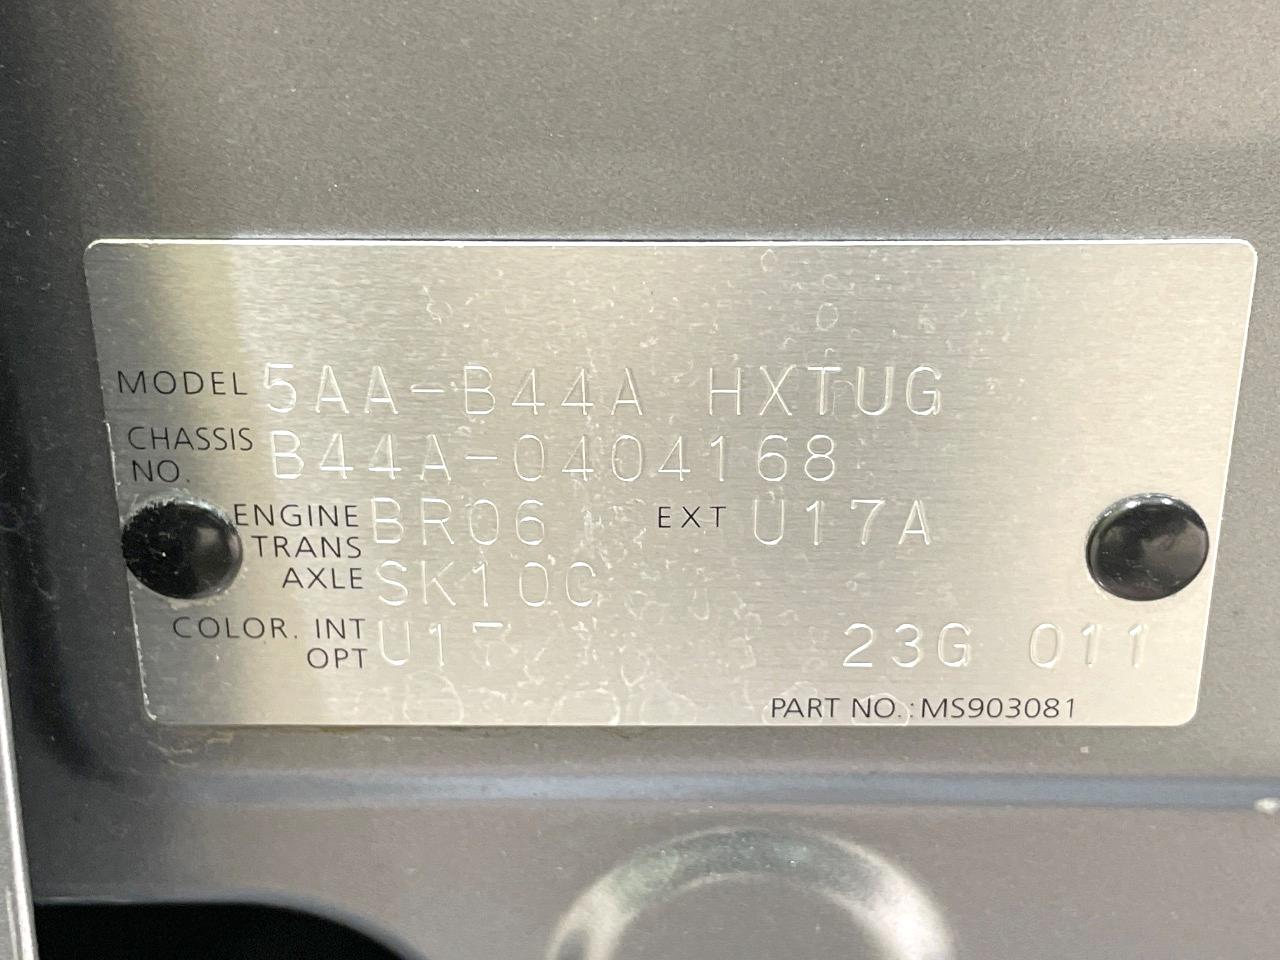 MODEL 5AA-B44A HXTUG
CHASSIS NO. B44A-0404168
ENGINE BR06 EXT U17A
TRANS AXLE SK10C
COLOR. INT OPT U17 23G 011
PART NO.: MS903081